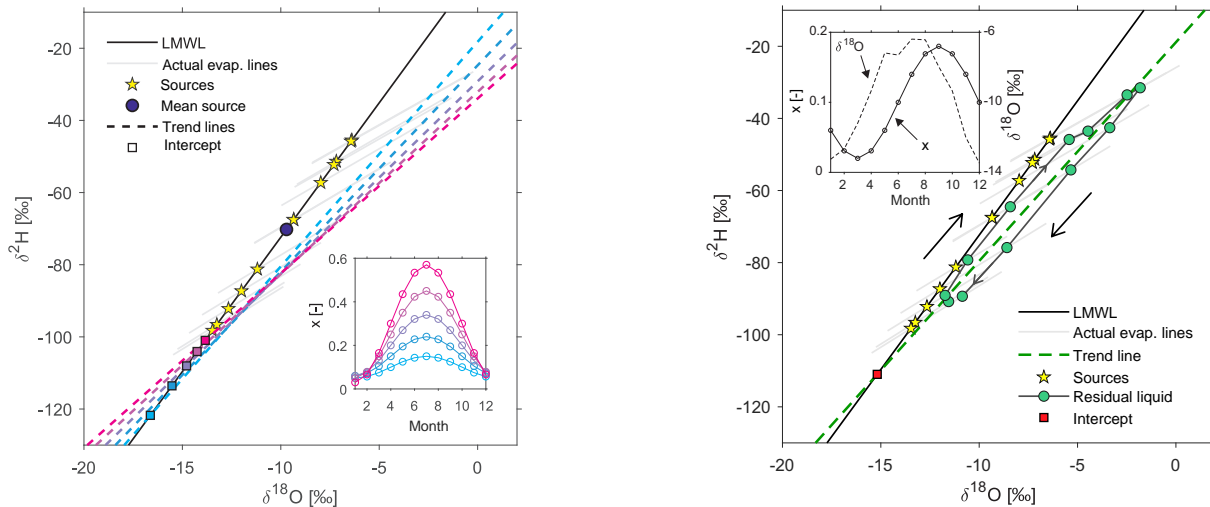 -20
-40
-60
-80
-100
-120
δ²H [‰]
LMWL
Actual evap. lines
Sources
Mean source
Trend lines
Intercept
0.6
0.4
0.2
0
x [-]
2 4 6 8 10 12
Month
-20 -15 -10 -5 0
δ¹⁸O [‰]
-20
-40
-60
-80
-100
-120
δ²H [‰]
0.2
0.1
0
x [-]
δ¹⁸O
x
-6
-10
-14
δ¹⁸O [‰]
2 4 6 8 10 12
Month
LMWL
Actual evap. lines
Trend line
Sources
Residual liquid
Intercept
-20 -15 -10 -5 0
δ¹⁸O [‰]